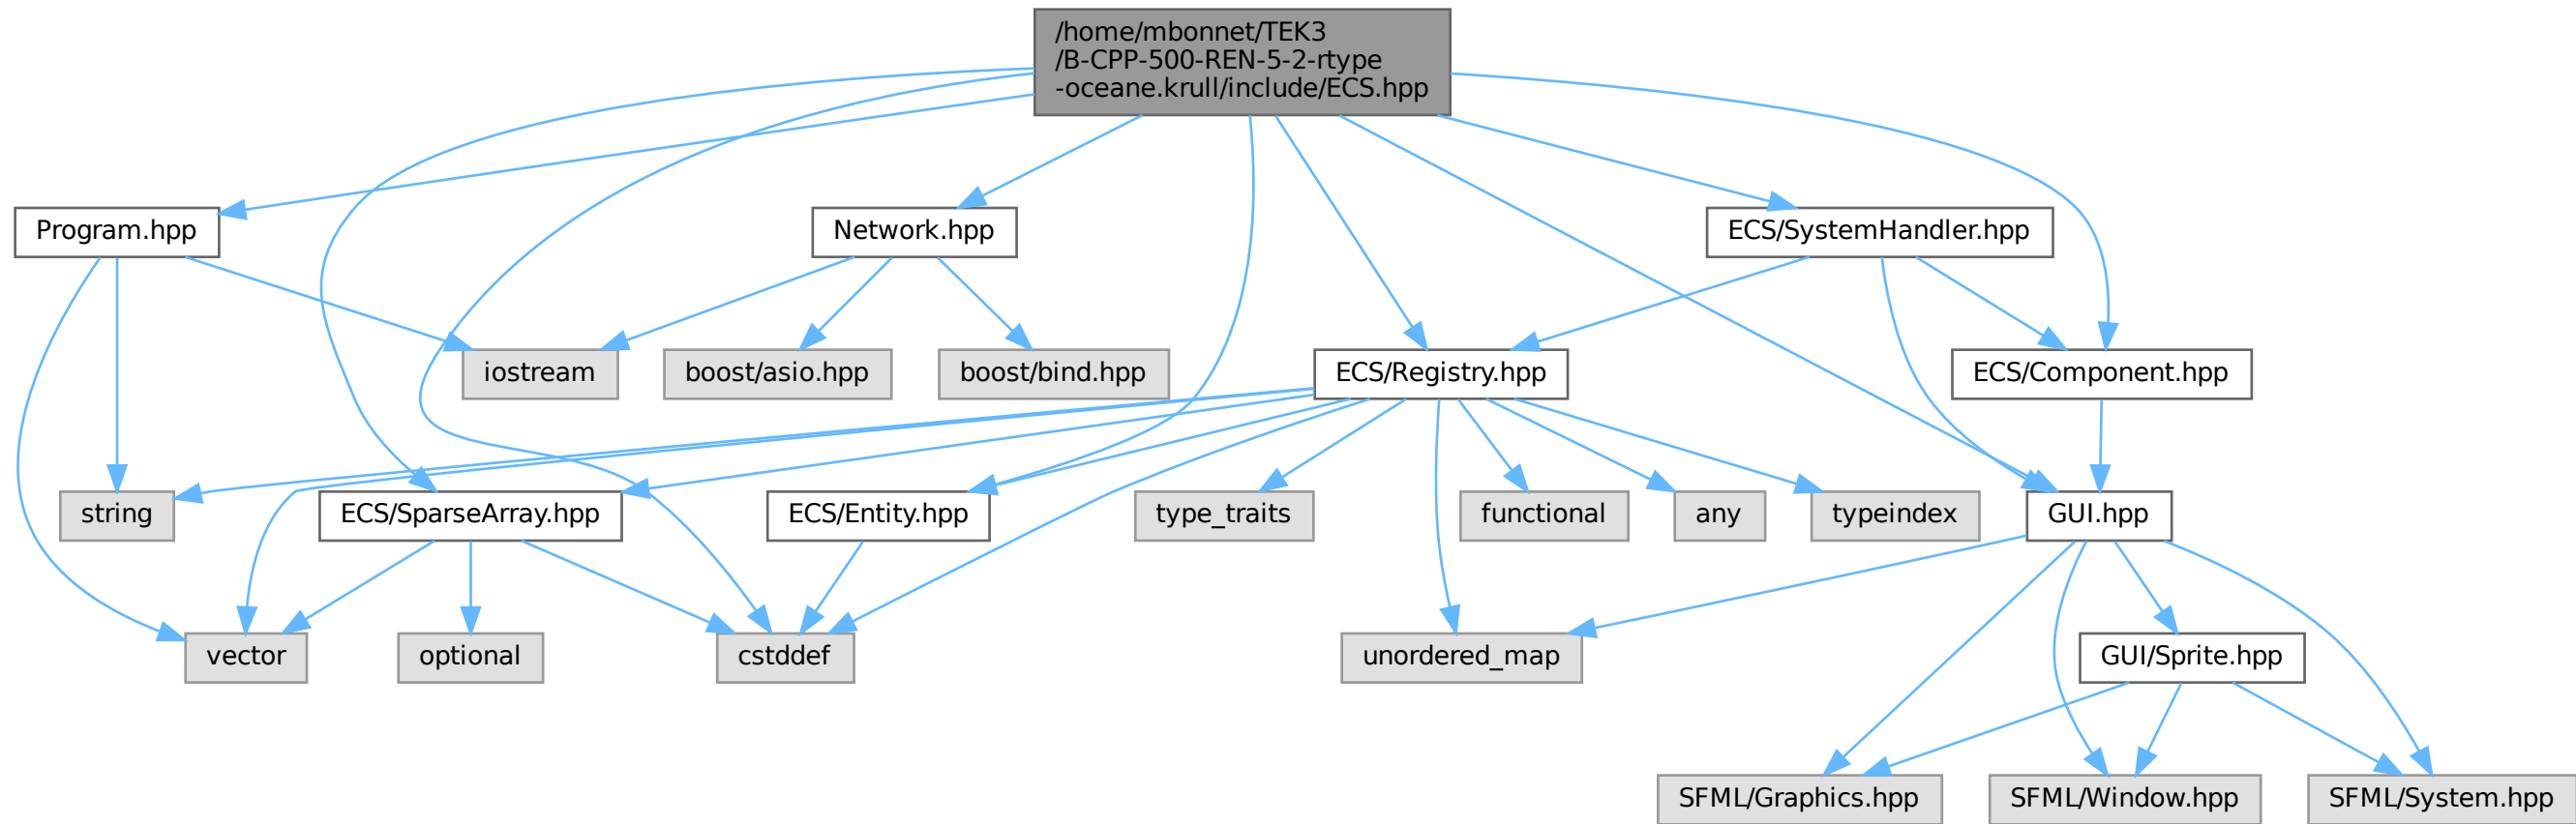 /home/mbonnet/TEK3
/B-CPP-500-REN-5-2-rtype
-oceane.krull/include/ECS.hpp
Program.hpp
Network.hpp
ECS/SystemHandler.hpp
iostream
boost/asio.hpp
boost/bind.hpp
ECS/Registry.hpp
ECS/Component.hpp
string
ECS/SparseArray.hpp
ECS/Entity.hpp
type_traits
functional
any
typeindex
GUI.hpp
vector
optional
cstddef
unordered_map
GUI/Sprite.hpp
SFML/Graphics.hpp
SFML/Window.hpp
SFML/System.hpp